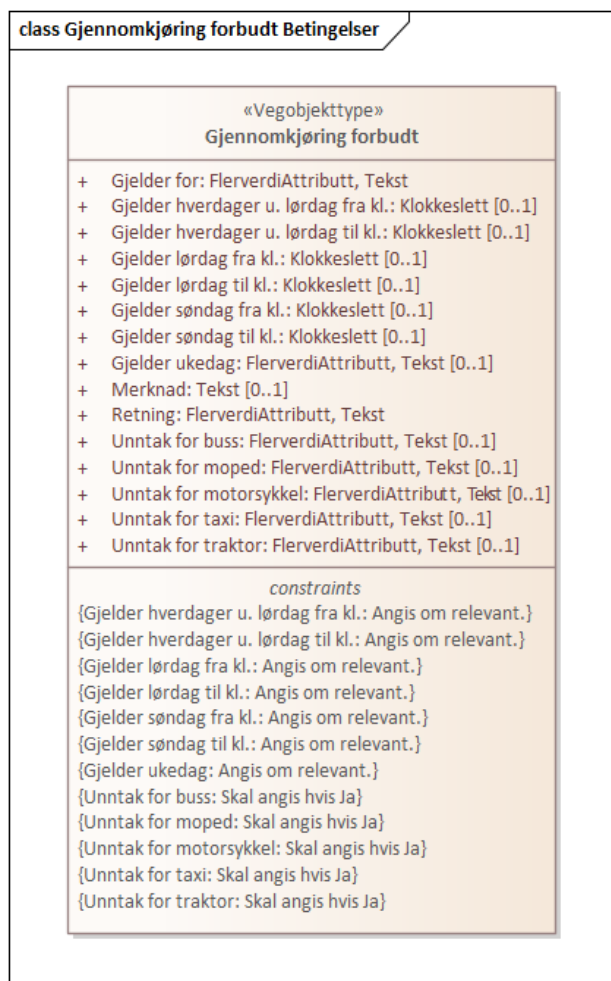 class Gjennomkjøring forbudt Betingelser
«Vegobjekttype»
Gjennomkjøring forbudt
+ Gjelder for: FlerverdiAttributt, Tekst
+ Gjelder hverdager u. lørdag fra kl.: Klokkeslett [0..1]
+ Gjelder hverdager u. lørdag til kl.: Klokkeslett [0..1]
+ Gjelder lørdag fra kl.: Klokkeslett [0..1]
+ Gjelder lørdag til kl.: Klokkeslett [0..1]
+ Gjelder søndag fra kl.: Klokkeslett [0..1]
+ Gjelder søndag til kl.: Klokkeslett [0..1]
+ Gjelder ukedag: FlerverdiAttributt, Tekst [0..1]
+ Merknad: Tekst [0..1]
+ Retning: FlerverdiAttributt, Tekst
+ Unntak for buss: FlerverdiAttributt, Tekst [0..1]
+ Unntak for moped: FlerverdiAttributt, Tekst [0..1]
+ Unntak for motorsykkel: FlerverdiAttributt, Tekst [0..1]
+ Unntak for taxi: FlerverdiAttributt, Tekst [0..1]
+ Unntak for traktor: FlerverdiAttributt, Tekst [0..1]
constraints
{Gjelder hverdager u. lørdag fra kl.: Angis om relevant.}
{Gjelder hverdager u. lørdag til kl.: Angis om relevant.}
{Gjelder lørdag fra kl.: Angis om relevant.}
{Gjelder lørdag til kl.: Angis om relevant.}
{Gjelder søndag fra kl.: Angis om relevant.}
{Gjelder søndag til kl.: Angis om relevant.}
{Gjelder ukedag: Angis om relevant.}
{Unntak for buss: Skal angis hvis Ja}
{Unntak for moped: Skal angis hvis Ja}
{Unntak for motorsykkel: Skal angis hvis Ja}
{Unntak for taxi: Skal angis hvis Ja}
{Unntak for traktor: Skal angis hvis Ja}